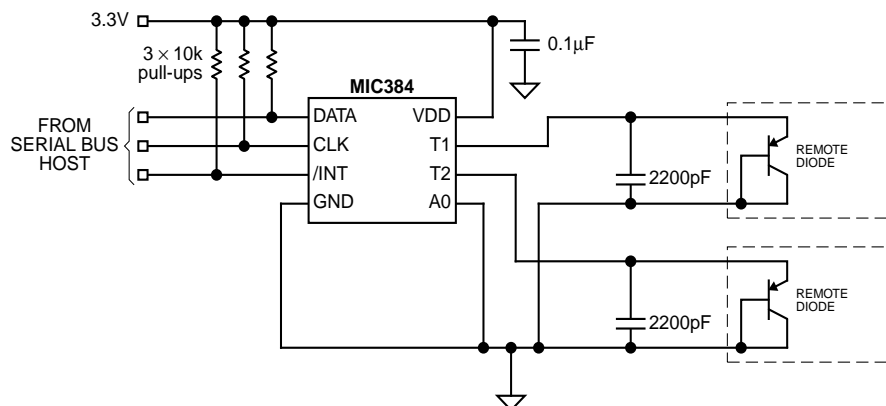 3.3V
3 × 10k
pull-ups
0.1µF
MIC384
FROM
SERIAL BUS
HOST
DATA
CLK
/INT
GND
VDD
T1
T2
A0
2200pF
REMOTE
DIODE
2200pF
REMOTE
DIODE